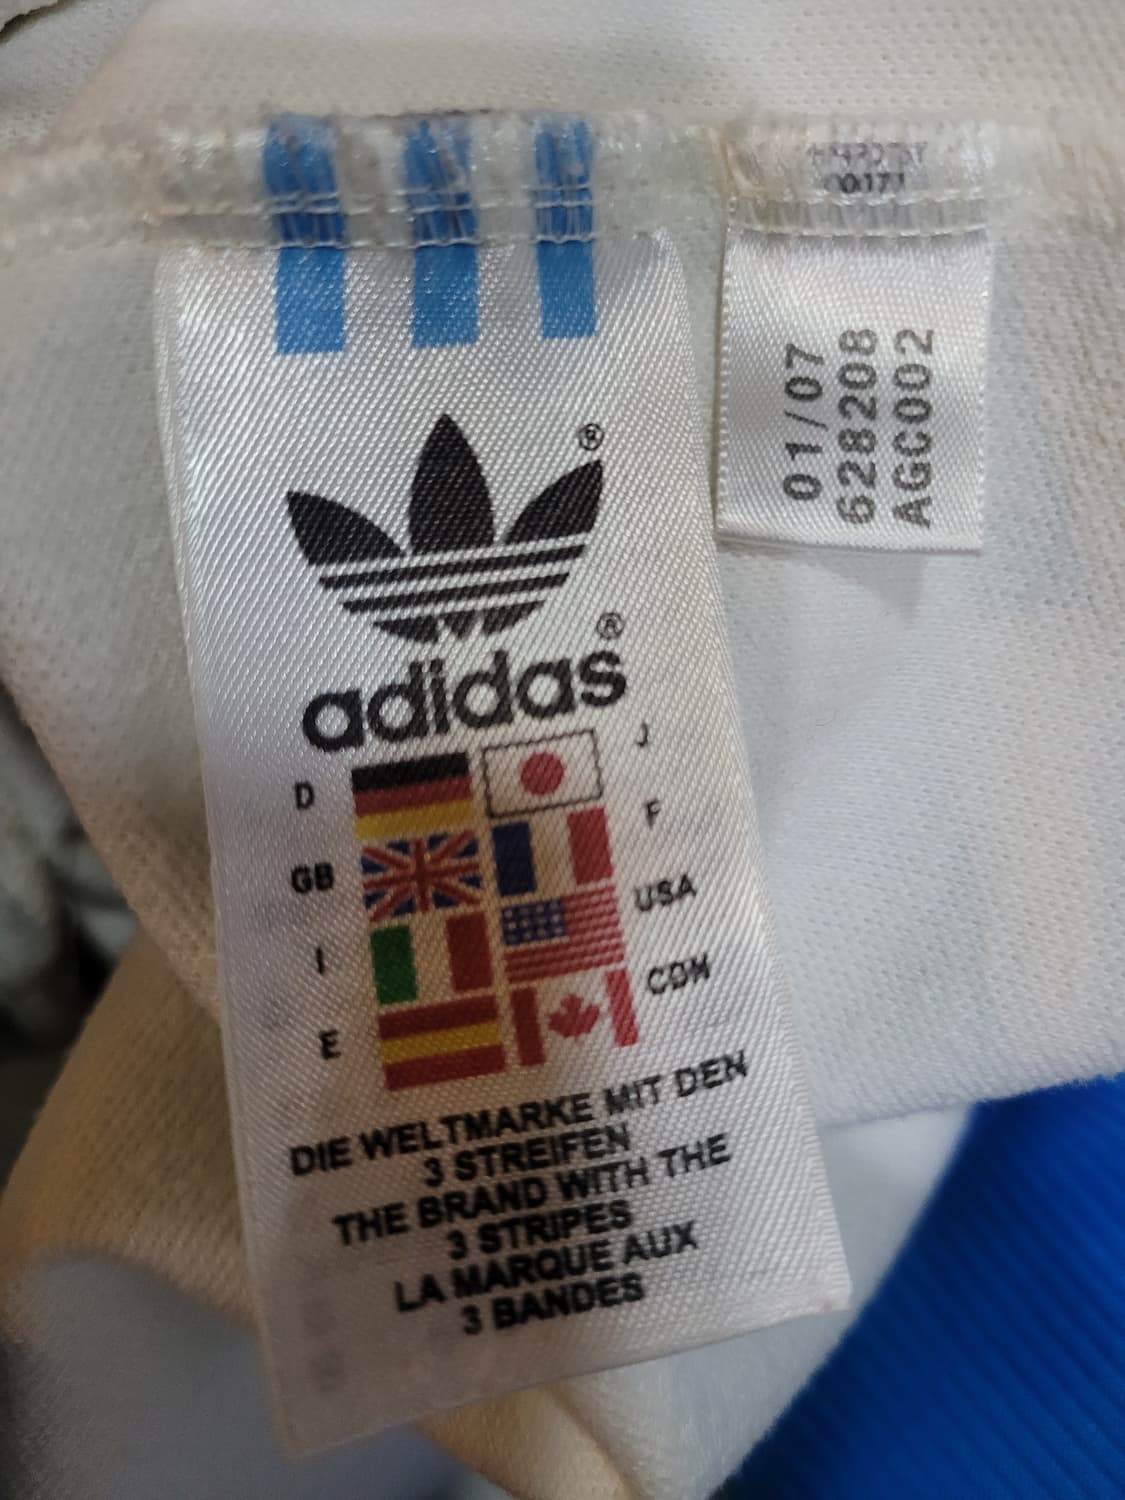 ®
adidas®
D
J
GB
F
I
USA
E
CDN
DIE WELTMARKE MIT DEN
3 STREIFEN
THE BRAND WITH THE
3 STRIPES
LA MARQUE AUX
3 BANDES
01/07
628208
AGC002